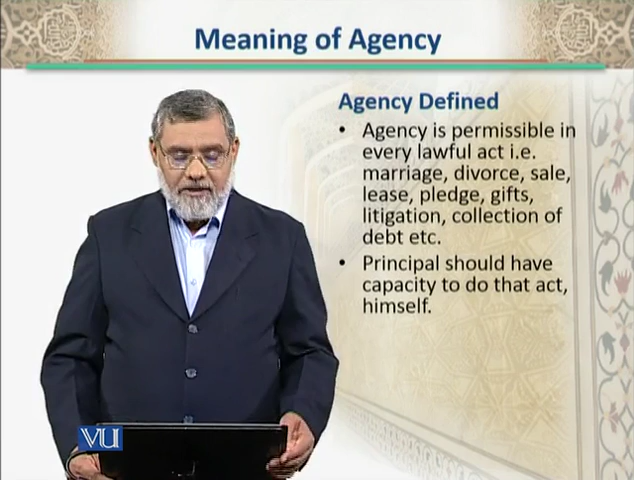 Meaning of Agency
Agency Defined
• Agency is permissible in
every lawful act i.e.
marriage, divorce, sale,
lease, pledge, gifts,
litigation, collection of
debt etc.
• Principal should have
capacity to do that act,
himself.
VU